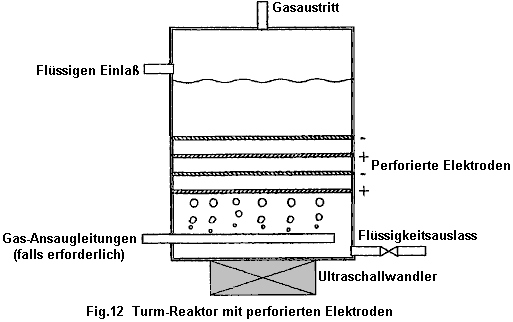 Gasaustritt
Flüssigen Einlaß
-
+
Perforierte Elektroden
-
+
Gas-Ansaugleitungen
(falls erforderlich)
Flüssigkeitsauslass
Ultraschallwandler
Fig.12 Turm-Reaktor mit perforierten Elektroden